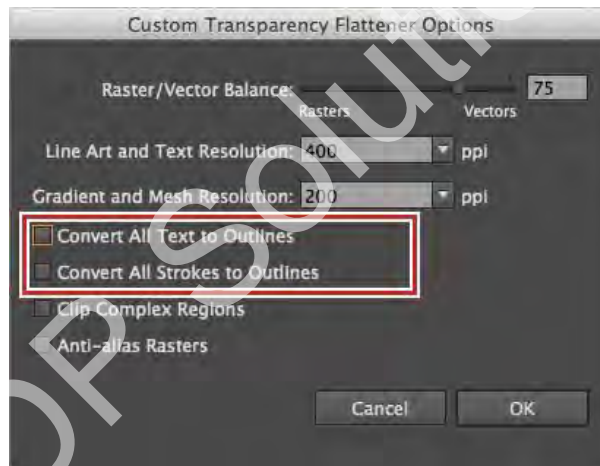 Custom Transparency Flattener Options
Raster/Vector Balance: 75
Rasters Vectors
Line Art and Text Resolution: 400 ppi
Gradient and Mesh Resolution: 200 ppi
Convert All Text to Outlines
Convert All Strokes to Outlines
Clip Complex Regions
Anti-alias Rasters
Cancel OK
OP Soluti